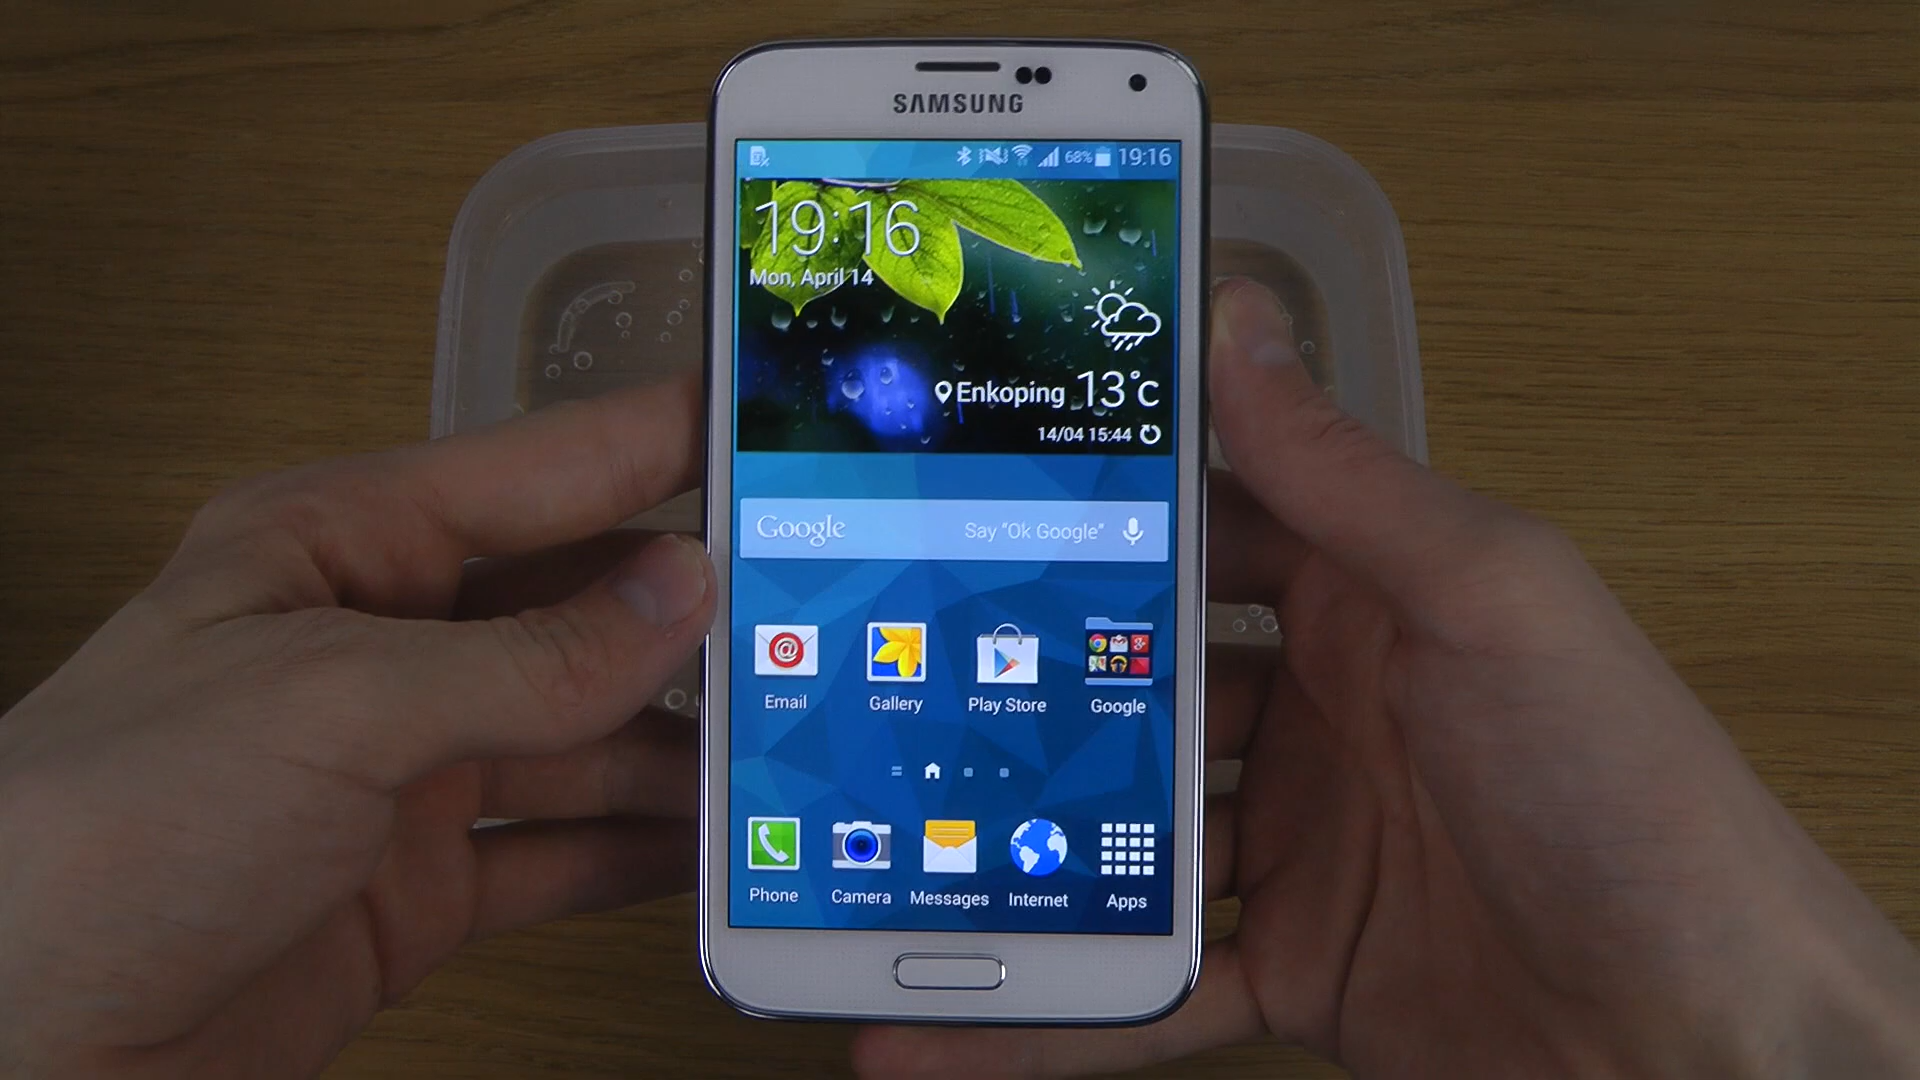 SAMSUNG
68% 19:16
19:16
Mon, April 14
Enkoping 13°c
14/04 15:44
Google Say "Ok Google"
Email Gallery Play Store Google
Phone Camera Messages Internet Apps